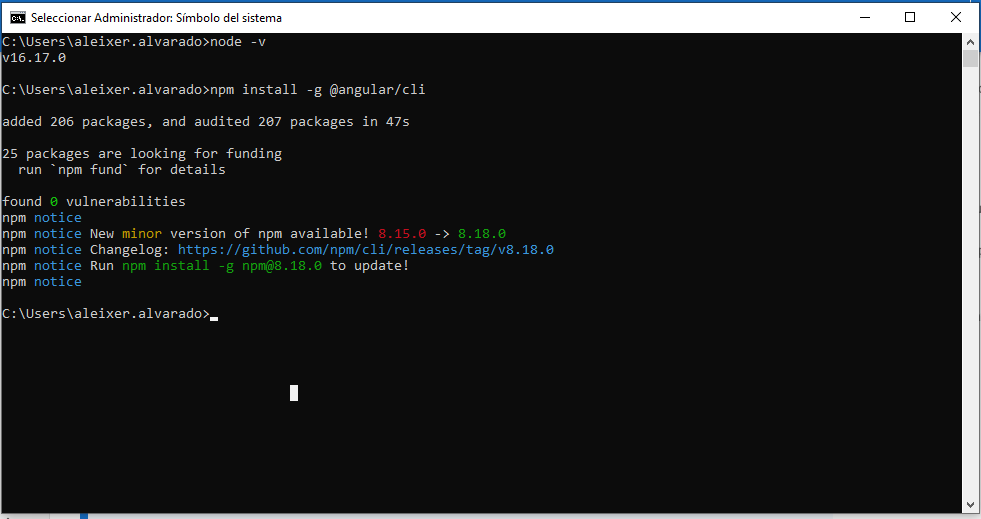 Seleccionar Administrador: Símbolo del sistema
C:\Users\aleixer.alvarado>node -v
v16.17.0
C:\Users\aleixer.alvarado>npm install -g @angular/cli
added 206 packages, and audited 207 packages in 47s
25 packages are looking for funding
  run `npm fund` for details
found 0 vulnerabilities
npm notice
npm notice New minor version of npm available! 8.15.0 -> 8.18.0
npm notice Changelog: https://github.com/npm/cli/releases/tag/v8.18.0
npm notice Run npm install -g npm@8.18.0 to update!
npm notice
C:\Users\aleixer.alvarado>